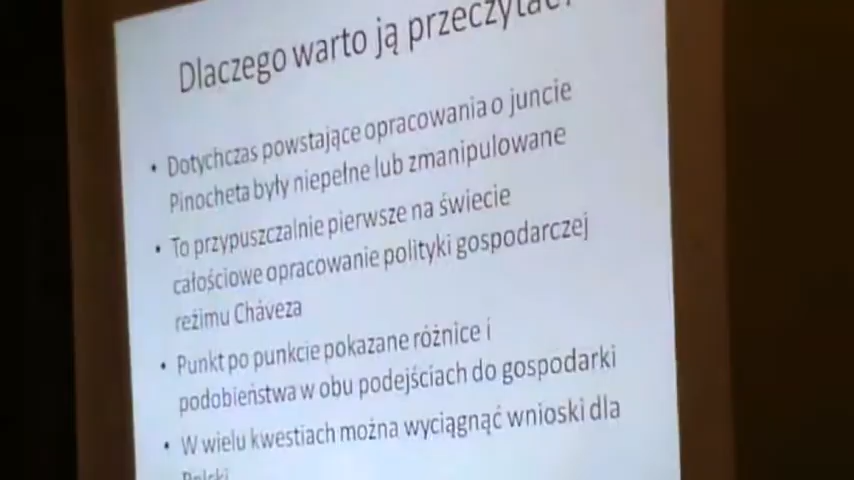 Dlaczego warto ją przeczytać?
• Dotychczas powstające opracowania o juncie
Pinocheta były niepełne lub zmanipulowane
• To przypuszczalnie pierwsze na świecie
całościowe opracowanie polityki gospodarczej
reżimu Cháveza
• Punkt po punkcie pokazane różnice i
podobieństwa w obu podejściach do gospodarki
• W wielu kwestiach można wyciągnąć wnioski dla
Polski